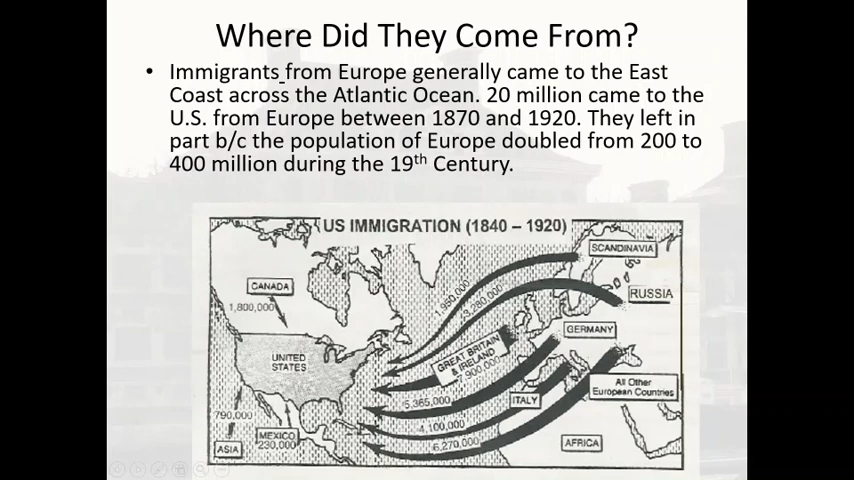 Where Did They Come From?
• Immigrants from Europe generally came to the East
Coast across the Atlantic Ocean. 20 million came to the
U.S. from Europe between 1870 and 1920. They left in
part b/c the population of Europe doubled from 200 to
400 million during the 19th Century.
US IMMIGRATION (1840 – 1920)
SCANDINAVIA
CANADA
1,800,000
RUSSIA
3,280,000
GERMANY
GREAT BRITAIN
& IRELAND
UNITED
STATES
All Other
European Countries
5,365,000
ITALY
790,000
4,100,000
MEXICO
230,000
6,270,000
AFRICA
ASIA